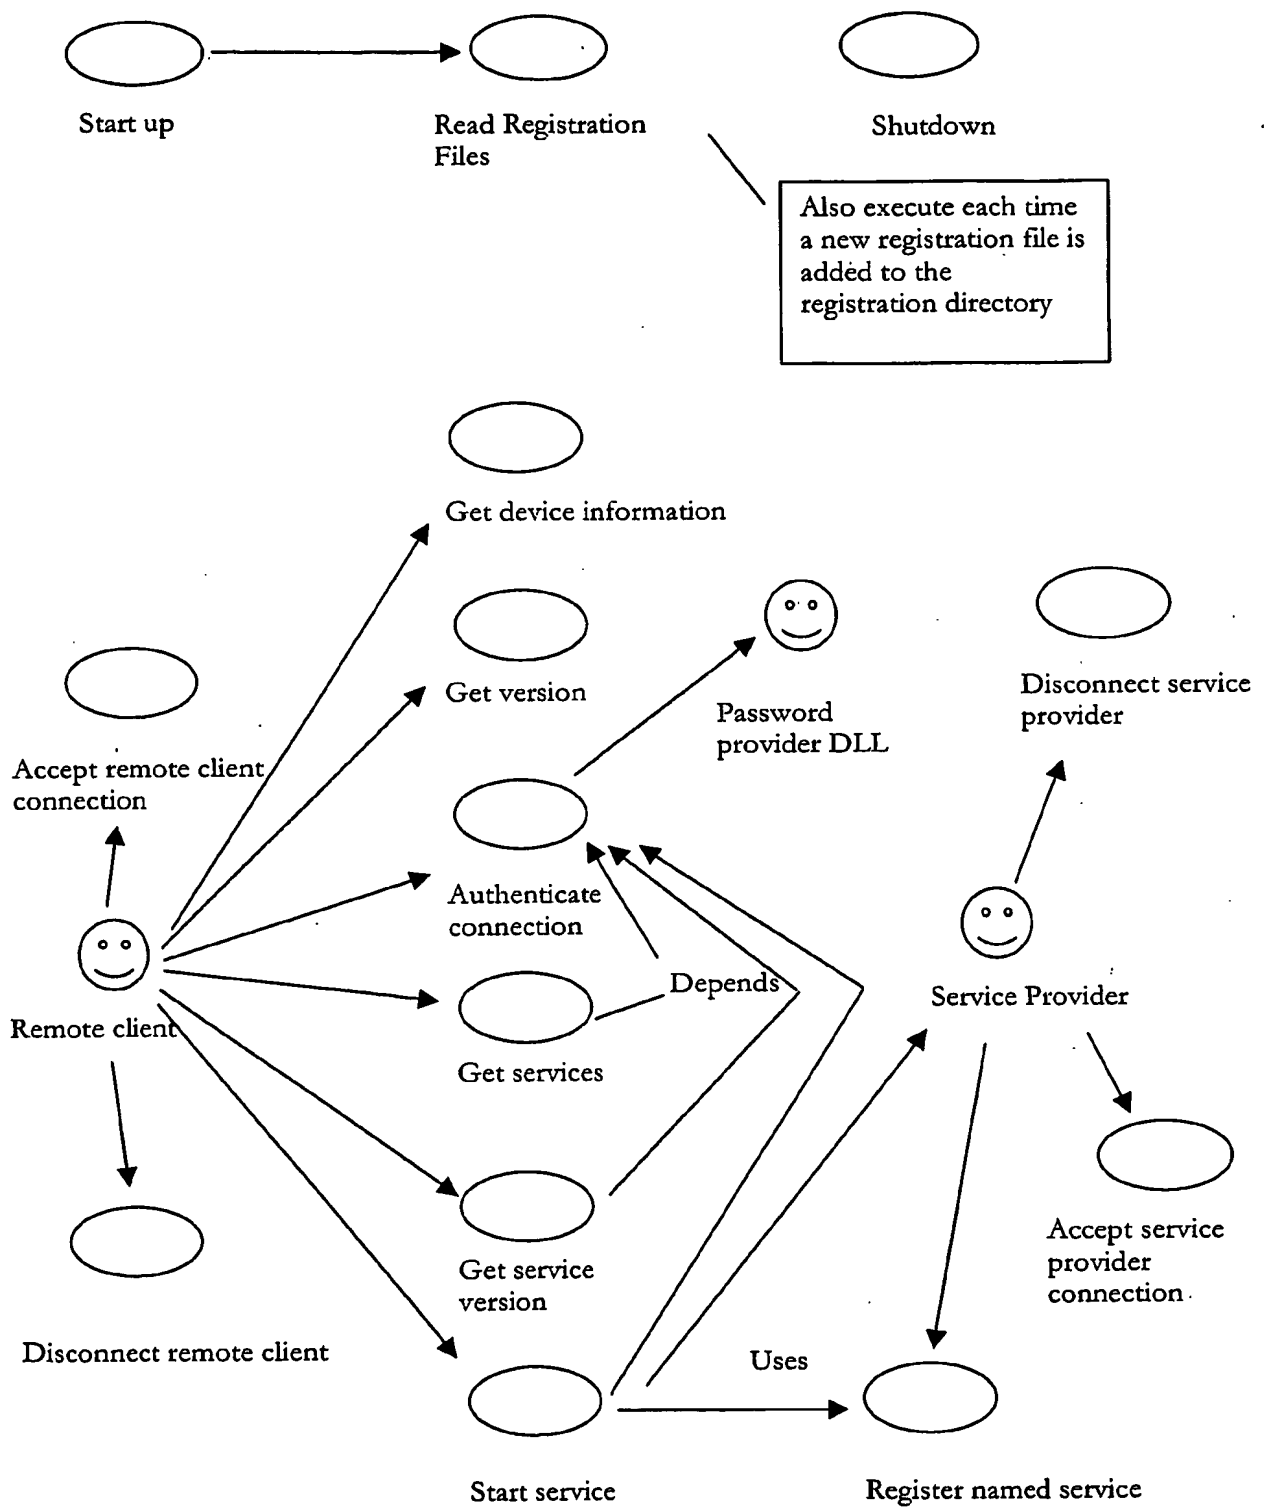 Start up
Read Registration
Files
Shutdown
Also execute each time
a new registration file is
added to the
registration directory
Get device information
Get version
Password
provider DLL
Disconnect service
provider
Accept remote client
connection
Authenticate
connection
Depends
Service Provider
Remote client
Get services
Accept service
provider
connection
Get service
version
Disconnect remote client
Uses
Start service
Register named service